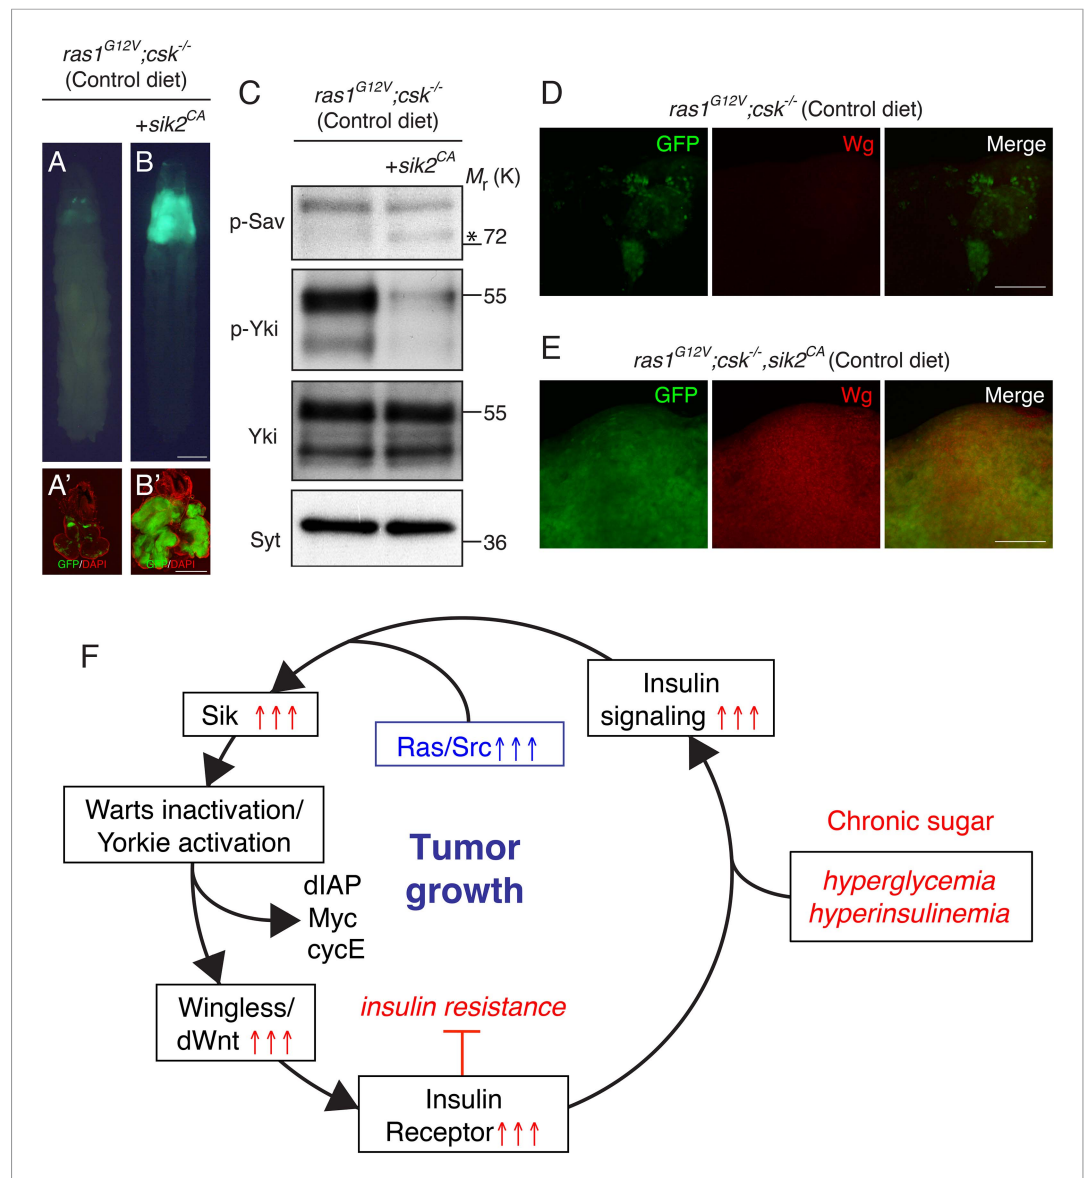 ras1G12V;csk-/-
(Control diet)
+sik2CA
A
B
A'
GFP/DAPI
B'
GFP/DAPI
C
ras1G12V;csk-/-
(Control diet)
+sik2CA
Mr (K)
p-Sav
* 72
p-Yki
55
Yki
55
Syt
36
D
ras1G12V;csk-/- (Control diet)
GFP
Wg
Merge
E
ras1G12V;csk-/-,sik2CA (Control diet)
GFP
Wg
Merge
F
Sik ↑↑↑
Ras/Src↑↑↑
Insulin
signaling ↑↑↑
Warts inactivation/
Yorkie activation
dIAP
Myc
cycE
Tumor
growth
Chronic sugar
hyperglycemia
hyperinsulinemia
Wingless/
dWnt ↑↑↑
insulin resistance
Insulin
Receptor↑↑↑